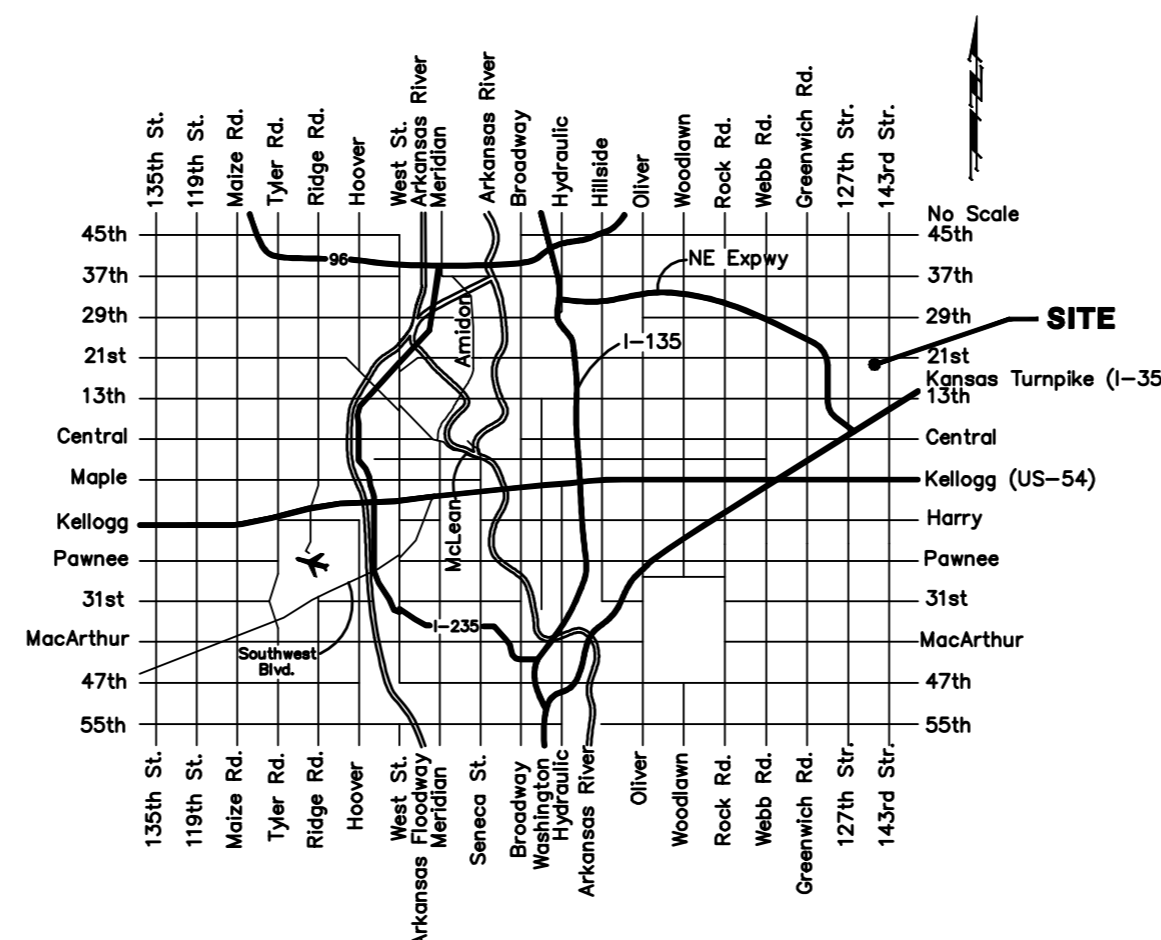 135th St.
119th St.
Maize Rd.
Tyler Rd.
Ridge Rd.
Hoover
West St.
Arkansas River
Meridian
Arkansas River
Broadway
Hydraulic
Hillside
Oliver
Woodlawn
Rock Rd.
Webb Rd.
Greenwich Rd.
127th Str.
143rd Str.
No Scale
45th
37th
29th
21st
13th
Central
Maple
Kellogg
Pawnee
31st
MacArthur
47th
55th
96
NE Expwy
I-135
Amidon
McLean
I-235
Southwest
Blvd.
SITE
45th
37th
29th
21st
Kansas Turnpike (I-35
13th
Central
Kellogg (US-54)
Harry
Pawnee
31st
MacArthur
47th
55th
135th St.
119th St.
Maize Rd.
Tyler Rd.
Ridge Rd.
Hoover
West St.
Arkansas Floodway
Meridian
Seneca St.
Broadway
Washington
Hydraulic
Arkansas River
Oliver
Woodlawn
Rock Rd.
Webb Rd.
Greenwich Rd.
127th Str.
143rd Str.